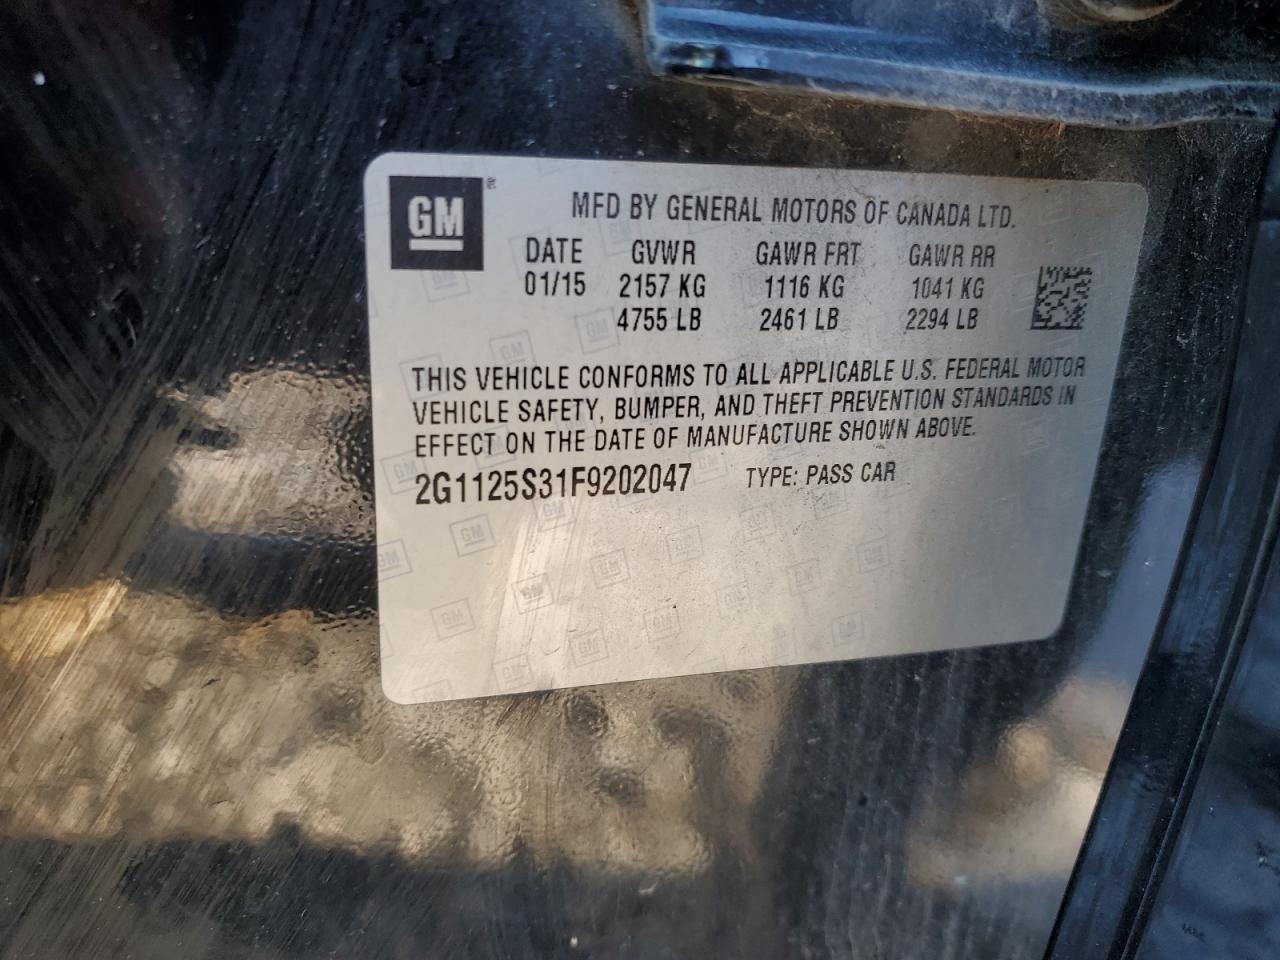 GM ®
MFD BY GENERAL MOTORS OF CANADA LTD.
DATE GVWR GAWR FRT GAWR RR
01/15 2157 KG 1116 KG 1041 KG
4755 LB 2461 LB 2294 LB
THIS VEHICLE CONFORMS TO ALL APPLICABLE U.S. FEDERAL MOTOR
VEHICLE SAFETY, BUMPER, AND THEFT PREVENTION STANDARDS IN
EFFECT ON THE DATE OF MANUFACTURE SHOWN ABOVE.
2G1125S31F9202047 TYPE: PASS CAR